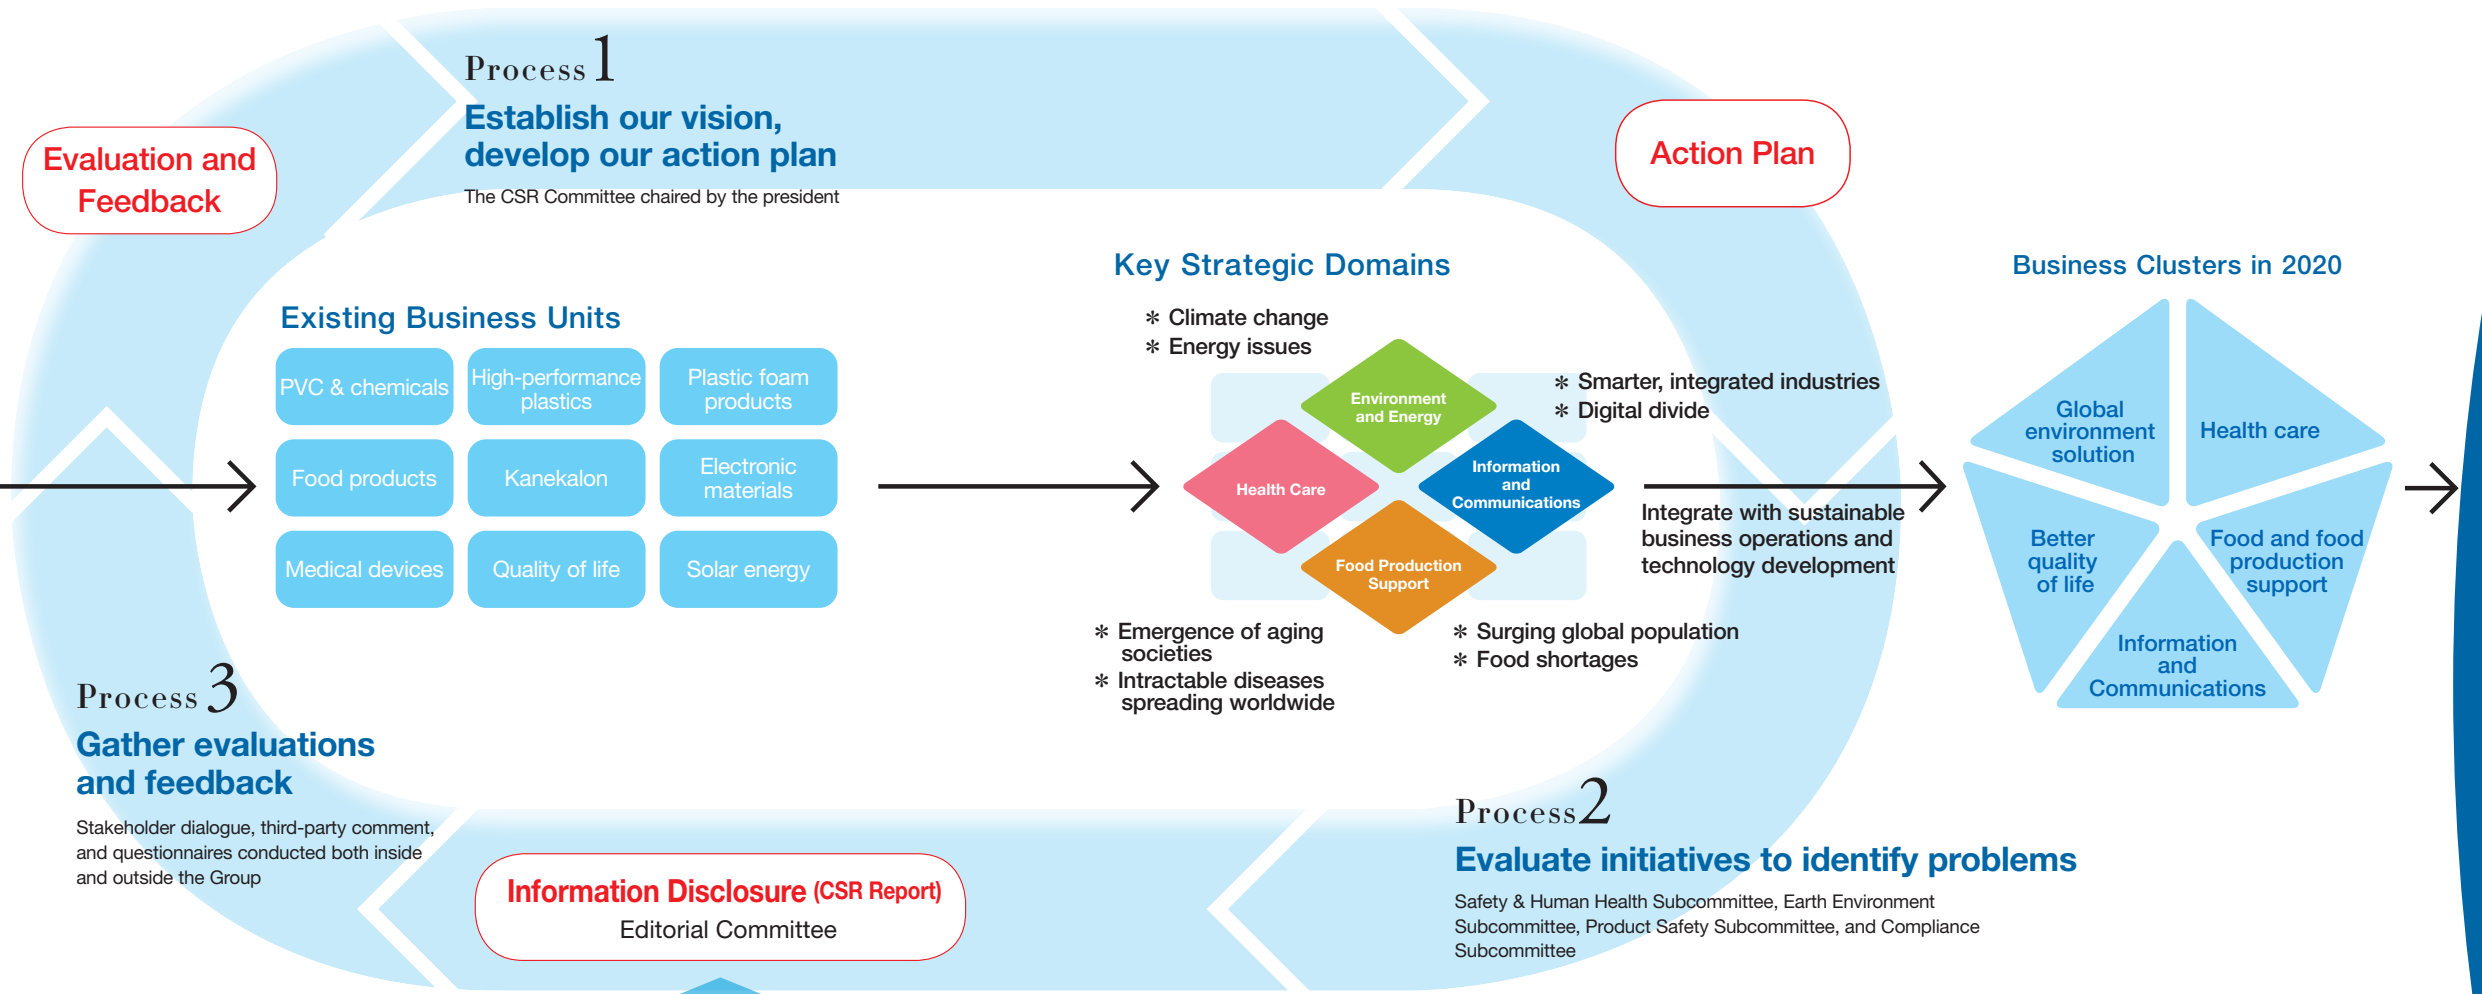 Process 1
Establish our vision,
develop our action plan
The CSR Committee chaired by the president
Evaluation and
Feedback
Action Plan
Existing Business Units
PVC & chemicals
High-performance
plastics
Plastic foam
products
Food products
Kanekalon
Electronic
materials
Medical devices
Quality of life
Solar energy
Key Strategic Domains
* Climate change
* Energy issues
* Smarter, integrated industries
* Digital divide
Environment
and Energy
Health Care
Information
and
Communications
Food Production
Support
* Emergence of aging
societies
* Intractable diseases
spreading worldwide
* Surging global population
* Food shortages
Integrate with sustainable
business operations and
technology development
Business Clusters in 2020
Global
environment
solution
Health care
Better
quality
of life
Food and food
production
support
Information
and
Communications
Process 3
Gather evaluations
and feedback
Stakeholder dialogue, third-party comment,
and questionnaires conducted both inside
and outside the Group
Information Disclosure (CSR Report)
Editorial Committee
Process 2
Evaluate initiatives to identify problems
Safety & Human Health Subcommittee, Earth Environment
Subcommittee, Product Safety Subcommittee, and Compliance
Subcommittee